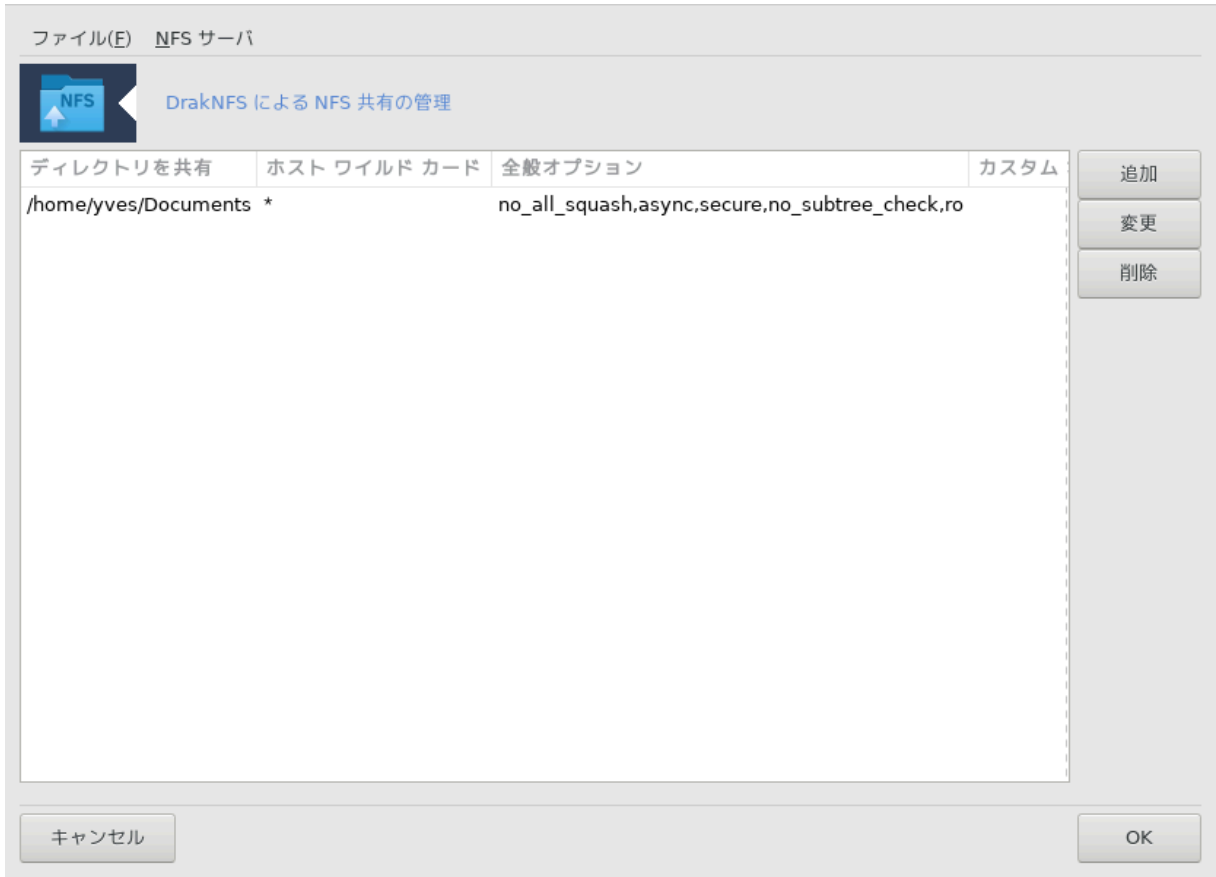 ファイル(F) NFS サーバ
NFS
DrakNFS による NFS 共有の管理
ディレクトリを共有 ホスト ワイルド カード 全般オプション カスタム
/home/yves/Documents * no_all_squash,async,secure,no_subtree_check,ro
追加
変更
削除
キャンセル OK